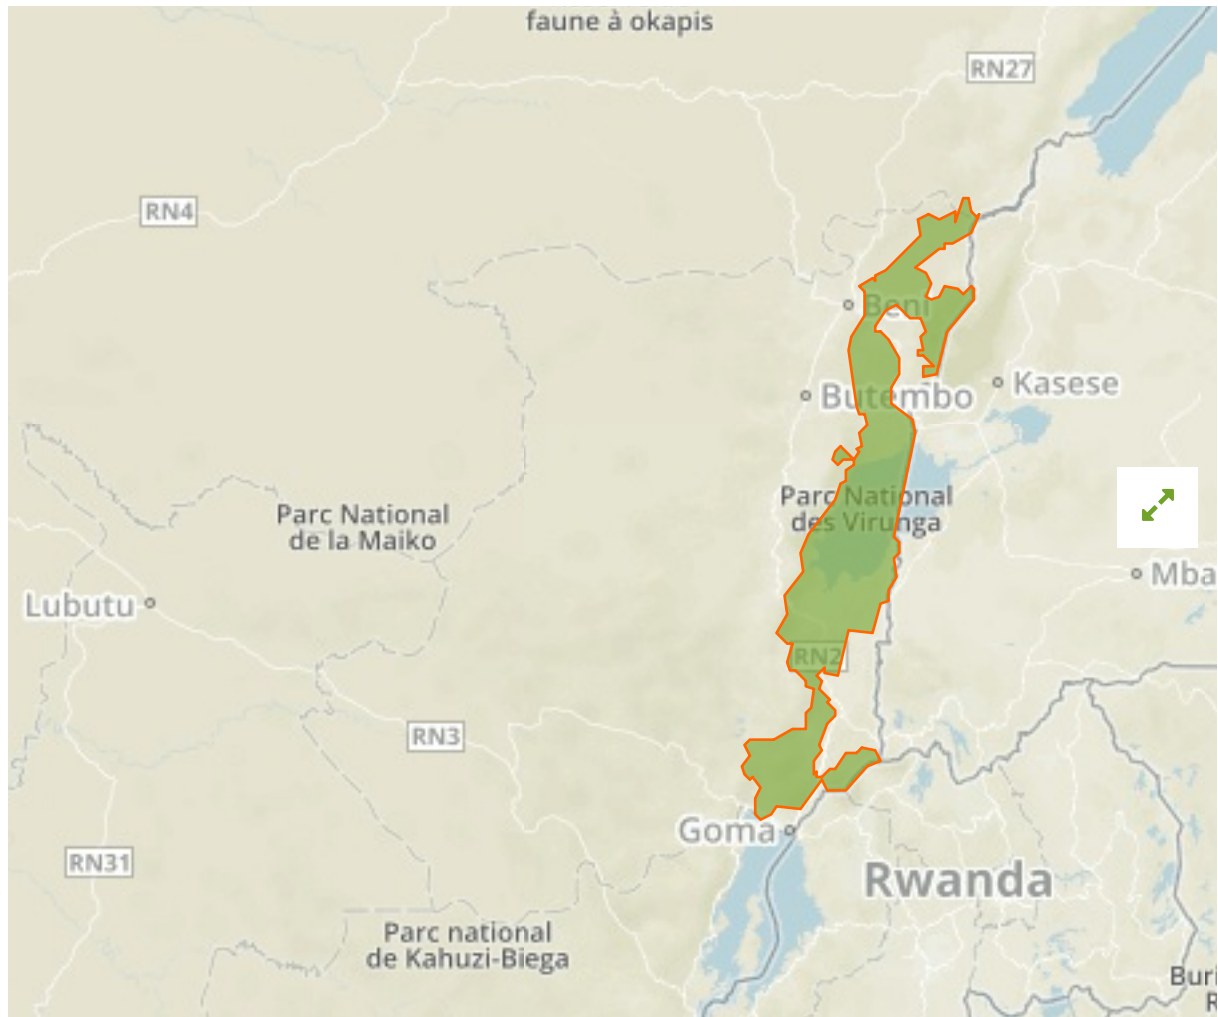 faune à okapis
RN27
RN4
Beni
Kasese
Butembo
Parc National
des Virunga
Parc National
de la Maiko
Mba
Lubutu
RN2
RN3
Goma
RN31
Rwanda
Parc national
de Kahuzi-Biega
Buri
R